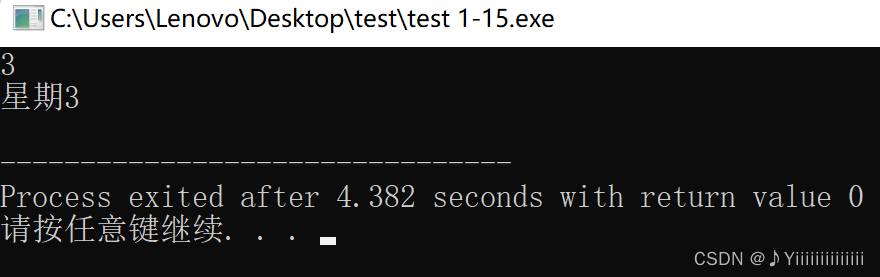 C:\Users\Lenovo\Desktop\test\test 1-15.exe
3
星期3
--------------------------------
Process exited after 4.382 seconds with return value 0
请按任意键继续. . .
CSDN @♪Yiiiiiiiiiiiiii